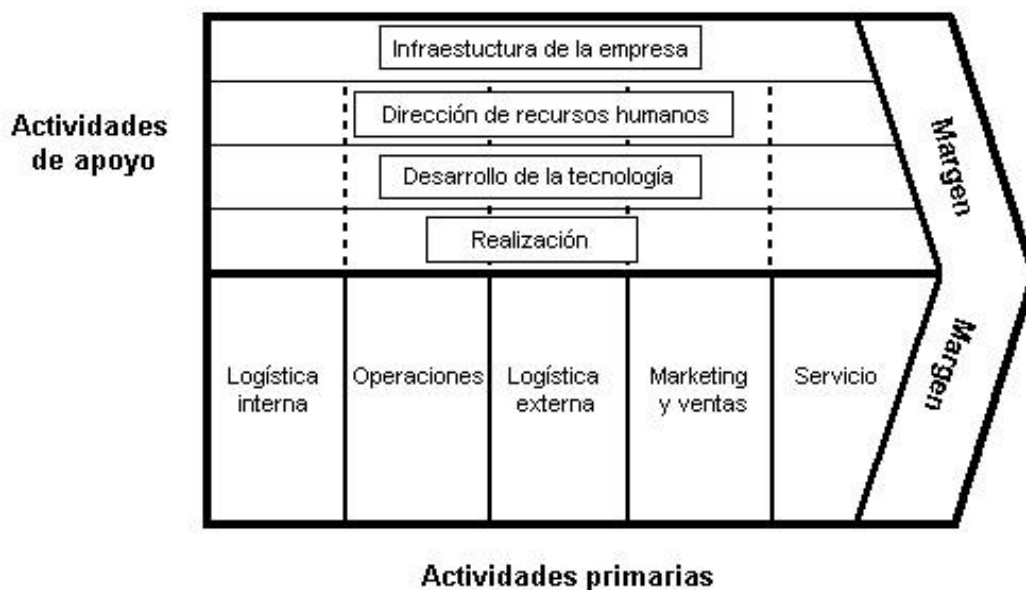 Infraestuctura de la empresa
Actividades
de apoyo
Dirección de recursos humanos
Desarrollo de la tecnología
Realización
Margen
Margen
Logística
interna
Operaciones
Logística
externa
Marketing
y ventas
Servicio
Actividades primarias